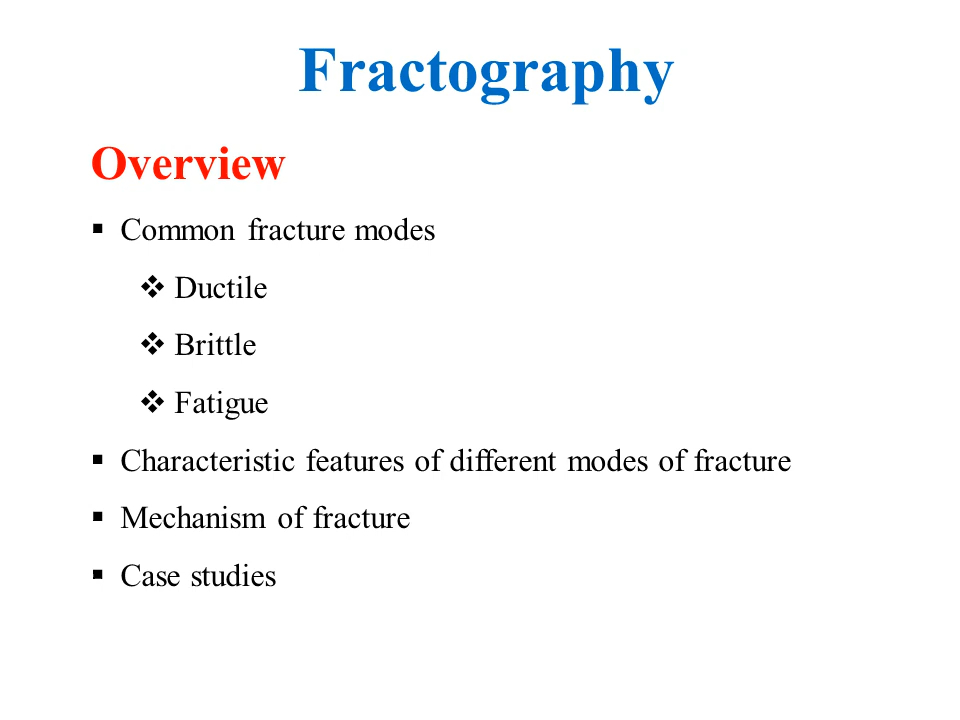 Fractography
Overview
▪ Common fracture modes
❖ Ductile
❖ Brittle
❖ Fatigue
▪ Characteristic features of different modes of fracture
▪ Mechanism of fracture
▪ Case studies